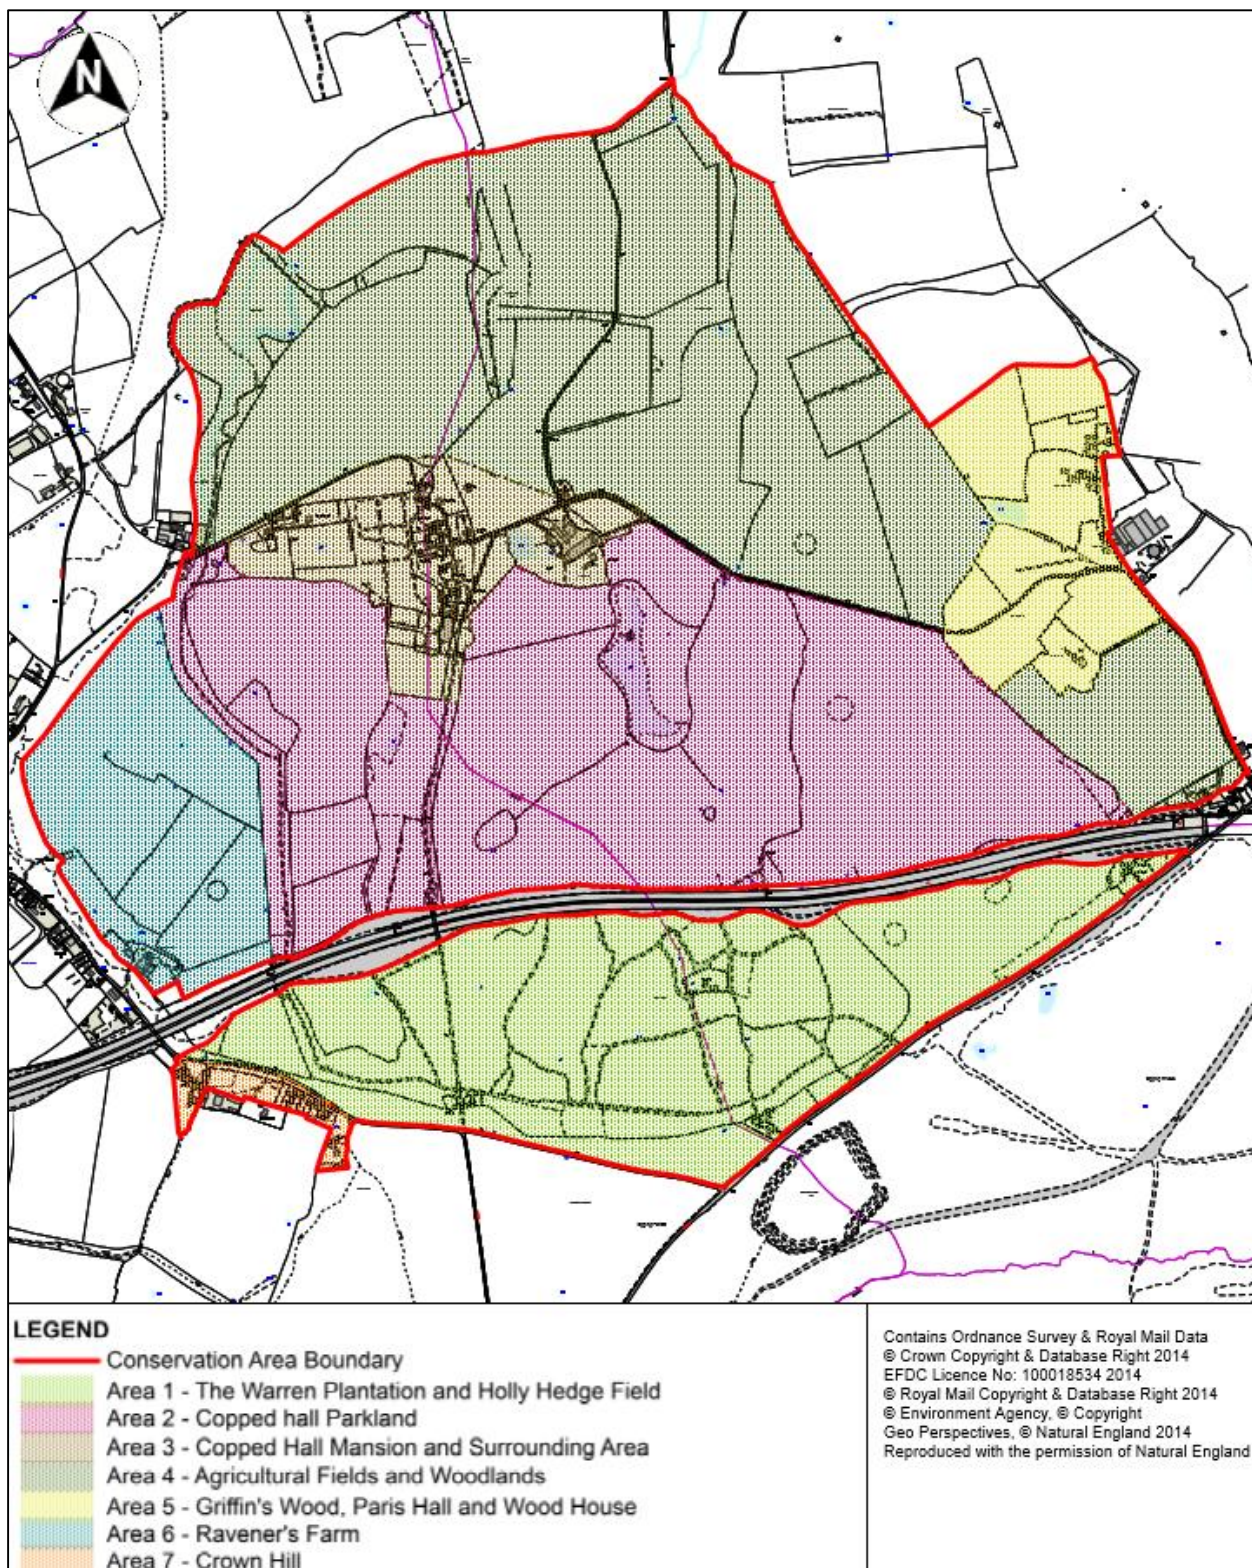 N
LEGEND
Conservation Area Boundary
Area 1 - The Warren Plantation and Holly Hedge Field
Area 2 - Copped hall Parkland
Area 3 - Copped Hall Mansion and Surrounding Area
Area 4 - Agricultural Fields and Woodlands
Area 5 - Griffin's Wood, Paris Hall and Wood House
Area 6 - Ravener's Farm
Area 7 - Crown Hill
Contains Ordnance Survey & Royal Mail Data
© Crown Copyright & Database Right 2014
EFDC Licence No: 100018534 2014
© Royal Mail Copyright & Database Right 2014
© Environment Agency, © Copyright
Geo Perspectives, © Natural England 2014
Reproduced with the permission of Natural England